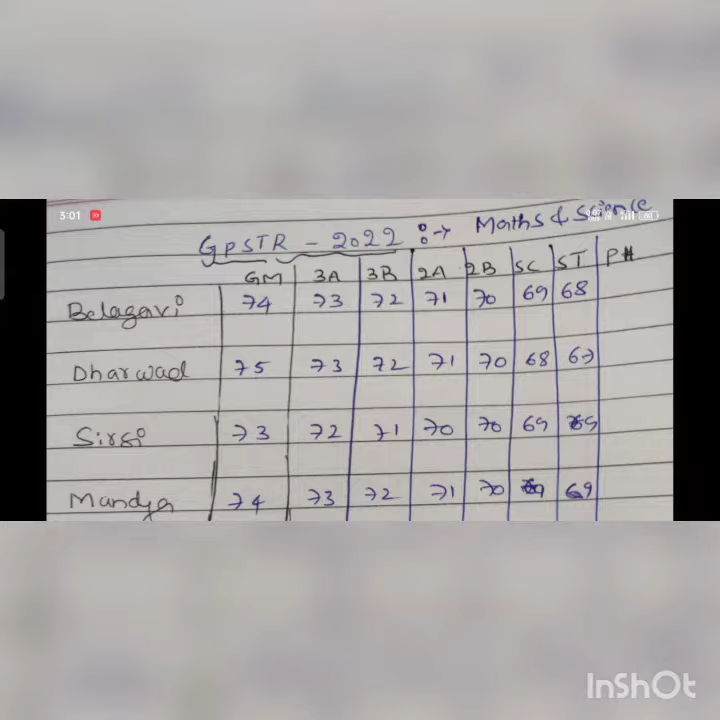 3:01
GPSTR - 2022 :→ Maths & Science
GM 3A 3B 2A 2B SC ST PH
Belagavi 74 73 72 71 70 69 68
Dharwad 75 73 72 71 70 68 67
Sirsi 73 72 71 70 70 69
Mandya 74 73 72 71 70 69
InShOt